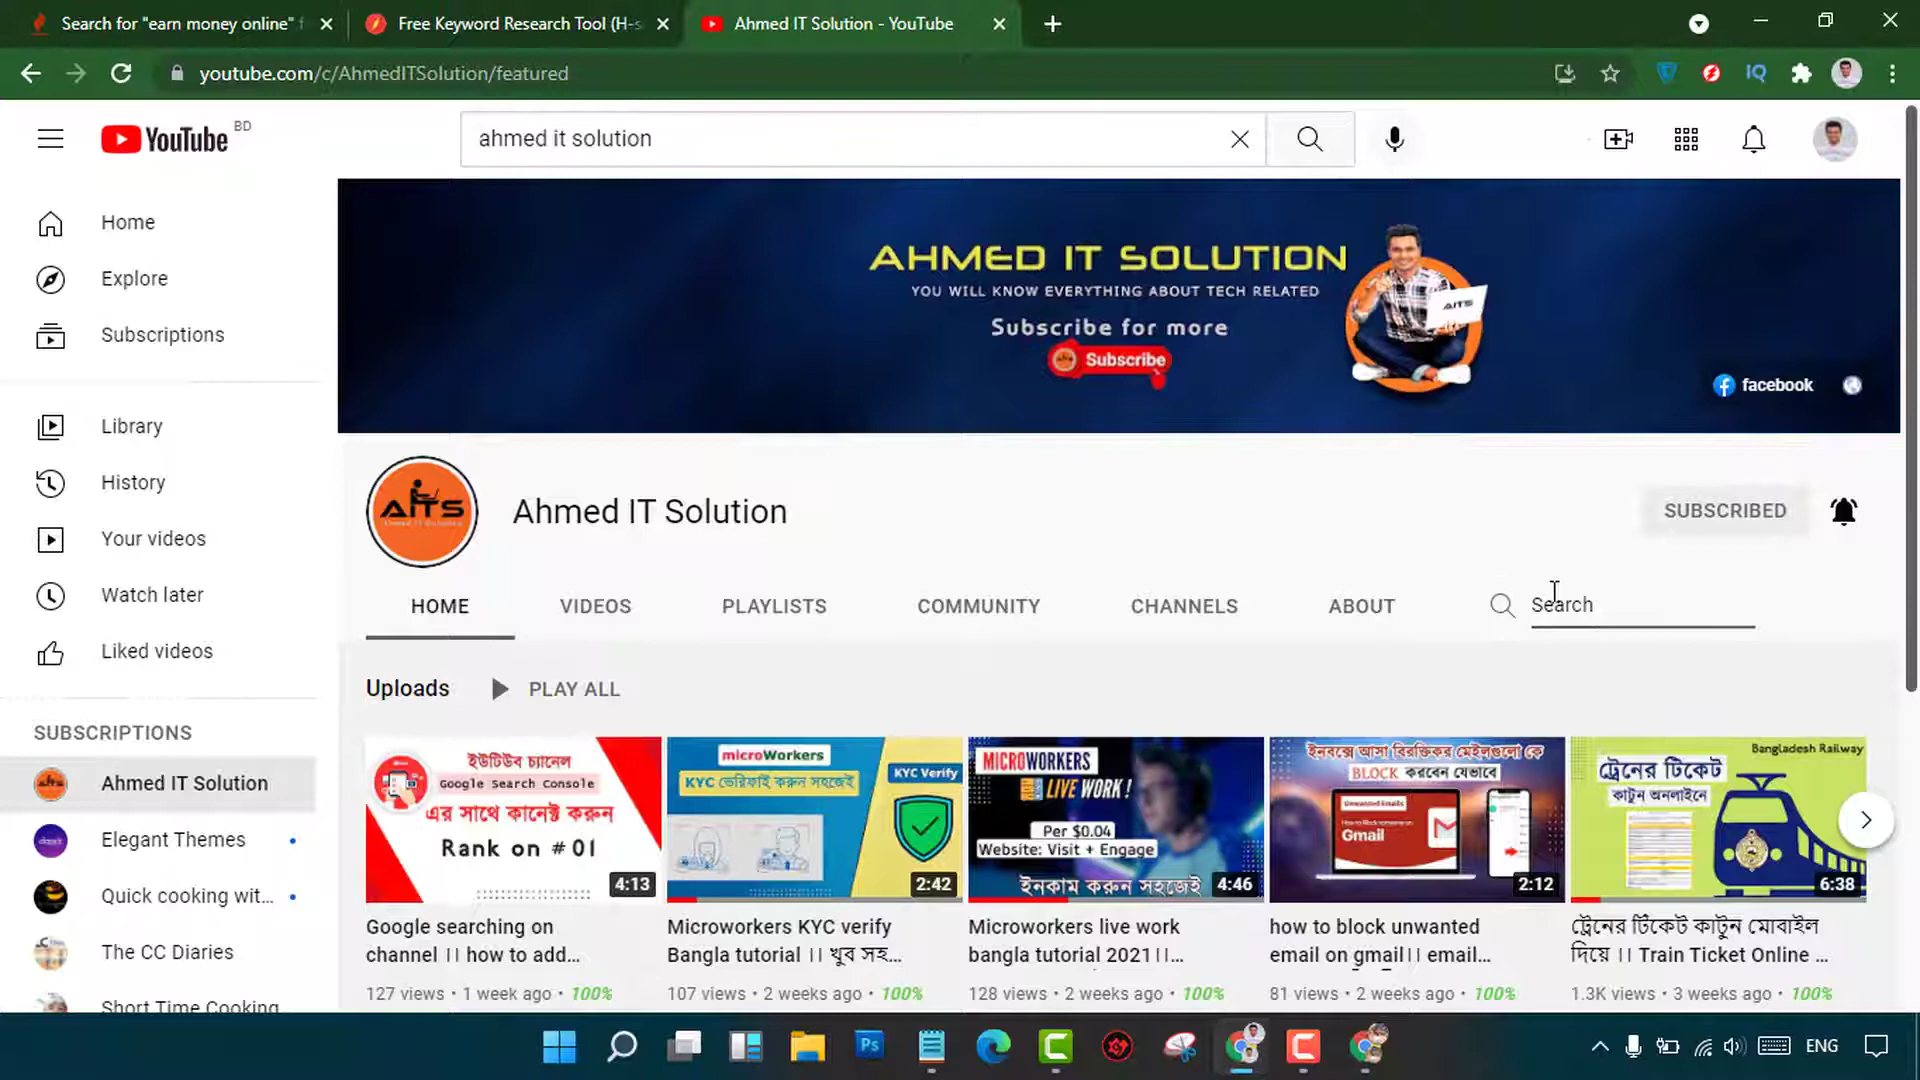 Search for "earn money online" f
Free Keyword Research Tool (H-s
Ahmed IT Solution - YouTube
youtube.com/c/AhmedITSolution/featured
IQ
YouTube BD
ahmed it solution
Home
Explore
Subscriptions
Library
History
Your videos
Watch later
Liked videos
SUBSCRIPTIONS
Ahmed IT Solution
Elegant Themes
Quick cooking wit...
The CC Diaries
Short Time Cooking
AHMED IT SOLUTION
YOU WILL KNOW EVERYTHING ABOUT TECH RELATED
Subscribe for more
Subscribe
AITS
facebook
AITS
Ahmed IT Solution
SUBSCRIBED
HOME
VIDEOS
PLAYLISTS
COMMUNITY
CHANNELS
ABOUT
Search
Uploads
PLAY ALL
ইউটিউব চ্যানেল
Google Search Console
এর সাথে কানেক্ট করুন
Rank on #01
4:13
microWorkers
KYC ভেরিফাই করুন সহজেই
KYC Verify
2:42
MICROWORKERS
LIVE WORK !
Per $0.04
Website: Visit + Engage
ইনকাম করুন সহজেই
4:46
ইনবক্সে আসা বিরক্তিকর মেইলগুলো কে
BLOCK করবেন যেভাবে
Unwanted Emails
Gmail
2:12
Bangladesh Railway
ট্রেনের টিকেট
কাটুন অনলাইনে
6:38
Google searching on
channel ।। how to add...
127 views • 1 week ago • 100%
Microworkers KYC verify
Bangla tutorial ।। খুব সহ...
107 views • 2 weeks ago • 100%
Microworkers live work
bangla tutorial 2021।।...
128 views • 2 weeks ago • 100%
how to block unwanted
email on gmail।। email...
81 views • 2 weeks ago • 100%
ট্রেনের টিকেট কাটুন মোবাইল
দিয়ে ।। Train Ticket Online ...
1.3K views • 3 weeks ago • 100%
Ps
ENG